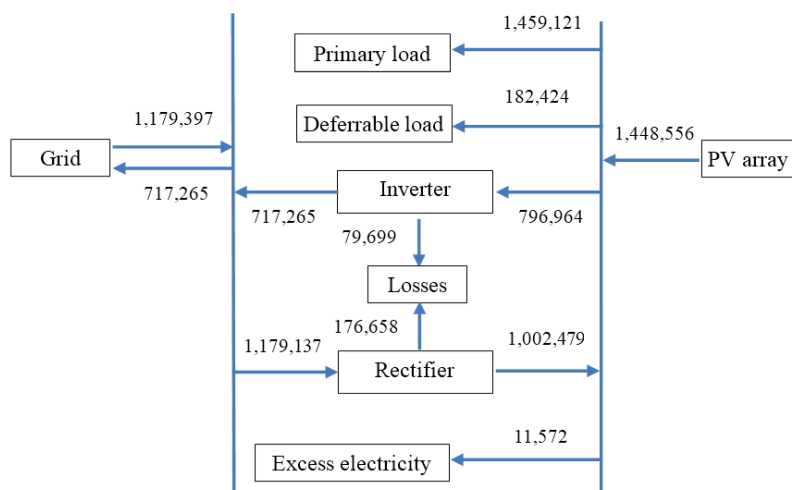 1,459,121
Primary load
182,424
1,179,397
Deferrable load
1,448,556
Grid
PV array
Inverter
717,265
717,265
796,964
79,699
Losses
176,658
1,179,137
1,002,479
Rectifier
11,572
Excess electricity